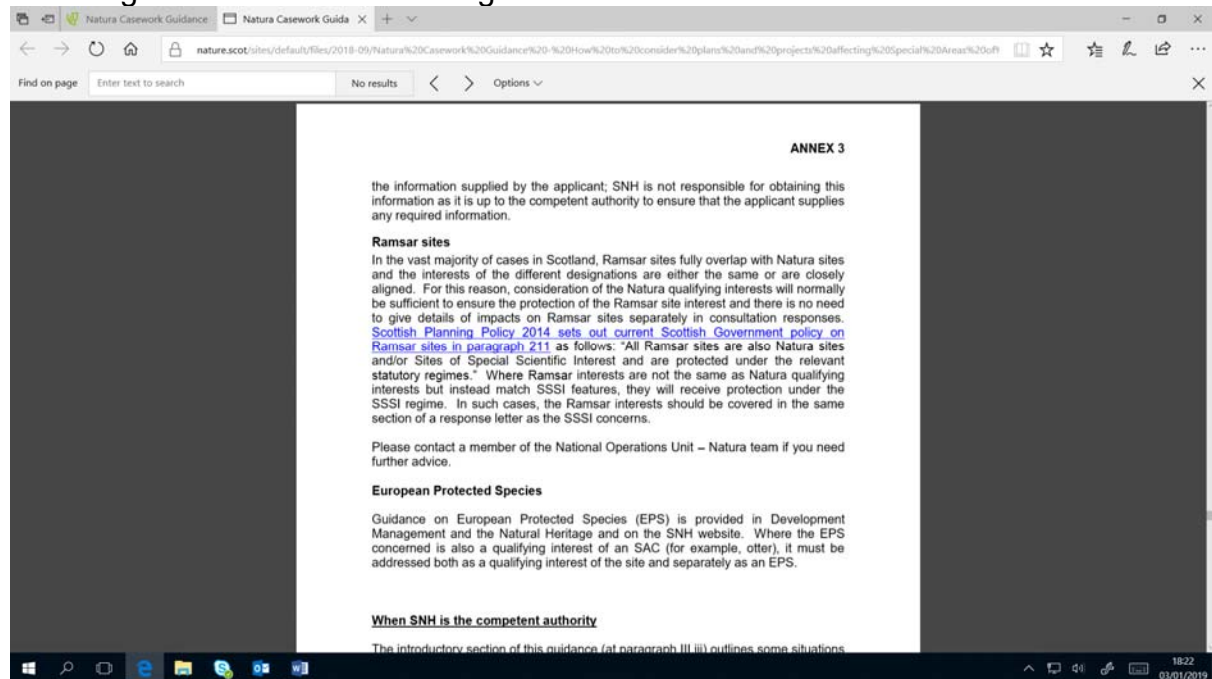 Natura Casework Guidance
Natura Casework Guida
nature.scot/sites/default/files/2018-09/Natura%20Casework%20Guidance%20-%20How%20to%20consider%20plans%20and%20projects%20affecting%20Special%20Areas%20of
Find on page
Enter text to search
No results
Options
ANNEX 3
the information supplied by the applicant; SNH is not responsible for obtaining this
information as it is up to the competent authority to ensure that the applicant supplies
any required information.
Ramsar sites
In the vast majority of cases in Scotland, Ramsar sites fully overlap with Natura sites
and the interests of the different designations are either the same or are closely
aligned. For this reason, consideration of the Natura qualifying interests will normally
be sufficient to ensure the protection of the Ramsar site interest and there is no need
to give details of impacts on Ramsar sites separately in consultation responses.
Scottish Planning Policy 2014 sets out current Scottish Government policy on
Ramsar sites in paragraph 211 as follows: "All Ramsar sites are also Natura sites
and/or Sites of Special Scientific Interest and are protected under the relevant
statutory regimes." Where Ramsar interests are not the same as Natura qualifying
interests but instead match SSSI features, they will receive protection under the
SSSI regime. In such cases, the Ramsar interests should be covered in the same
section of a response letter as the SSSI concerns.
Please contact a member of the National Operations Unit – Natura team if you need
further advice.
European Protected Species
Guidance on European Protected Species (EPS) is provided in Development
Management and the Natural Heritage and on the SNH website. Where the EPS
concerned is also a qualifying interest of an SAC (for example, otter), it must be
addressed both as a qualifying interest of the site and separately as an EPS.
When SNH is the competent authority
The introductory section of this guidance (at paragraph III.iii) outlines some situations
18:22
03/01/2019